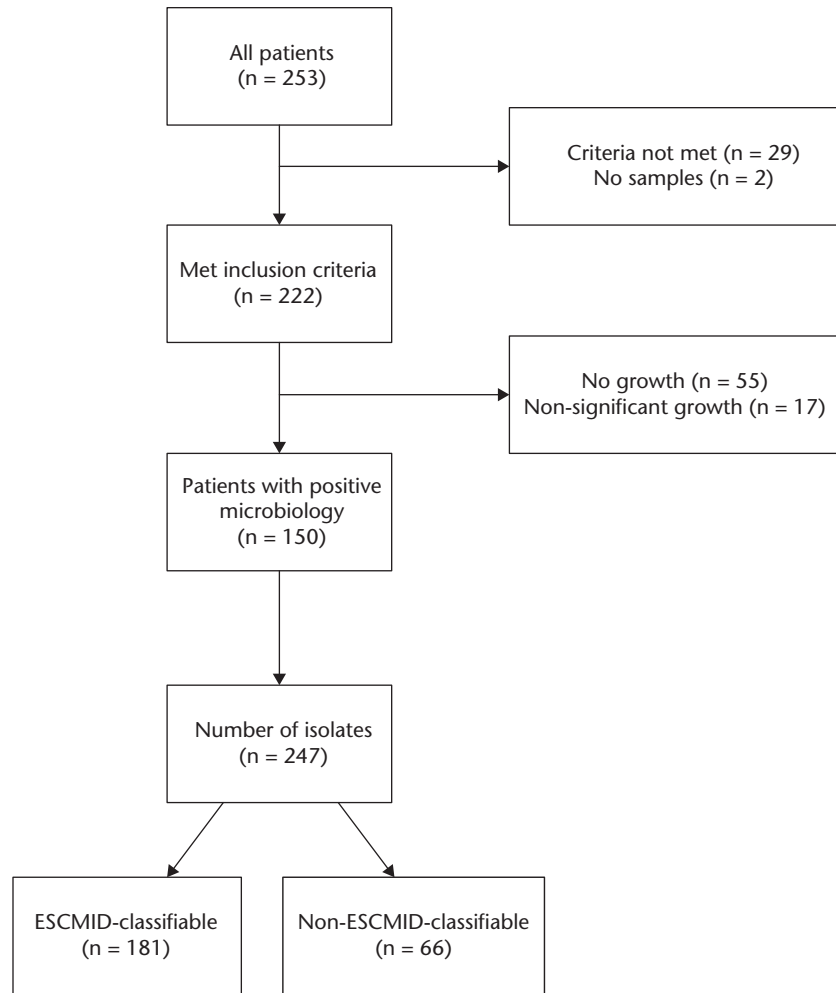 All patients
(n = 253)
Criteria not met (n = 29)
No samples (n = 2)
Met inclusion criteria
(n = 222)
No growth (n = 55)
Non-significant growth (n = 17)
Patients with positive
microbiology
(n = 150)
Number of isolates
(n = 247)
ESCMID-classifiable
(n = 181)
Non-ESCMID-classifiable
(n = 66)